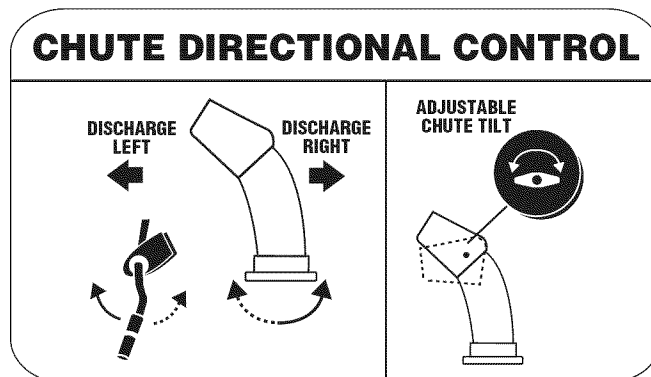 CHUTE DIRECTIONAL CONTROL
DISCHARGE
LEFT
DISCHARGE
RIGHT
ADJUSTABLE
CHUTE TILT